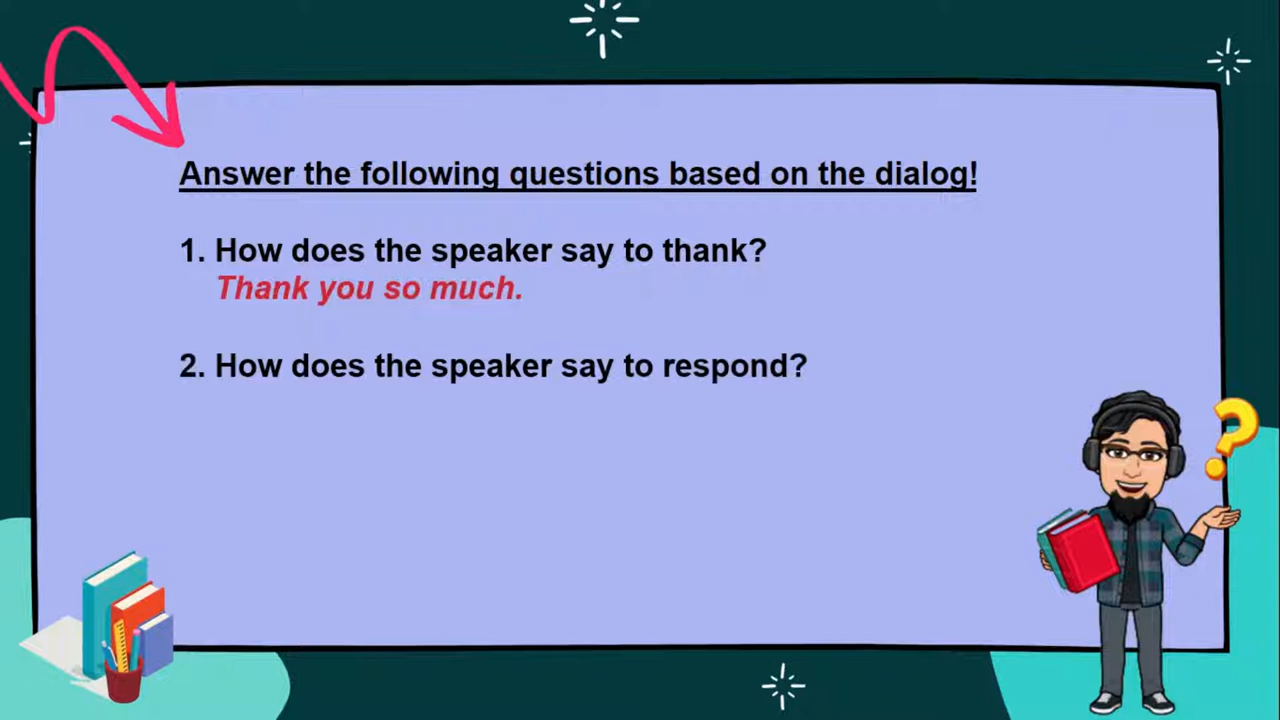 Answer the following questions based on the dialog!
1. How does the speaker say to thank?
Thank you so much.
2. How does the speaker say to respond?